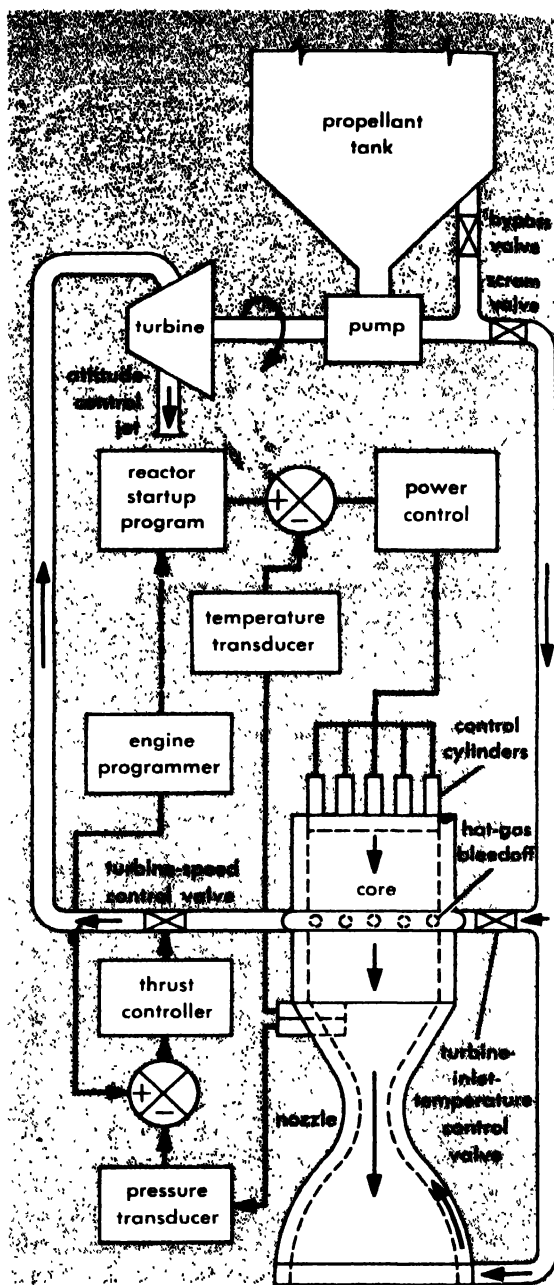 propellant
tank
bypass
valve
scram
valve
turbine
pump
attitude-
control
jet
reactor
startup
program
+
−
power
control
temperature
transducer
engine
programmer
control
cylinders
hot-gas
bleedoff
turbine-speed
control valve
core
thrust
controller
+
−
nozzle
turbine-
inlet-
temperature
control
valve
pressure
transducer